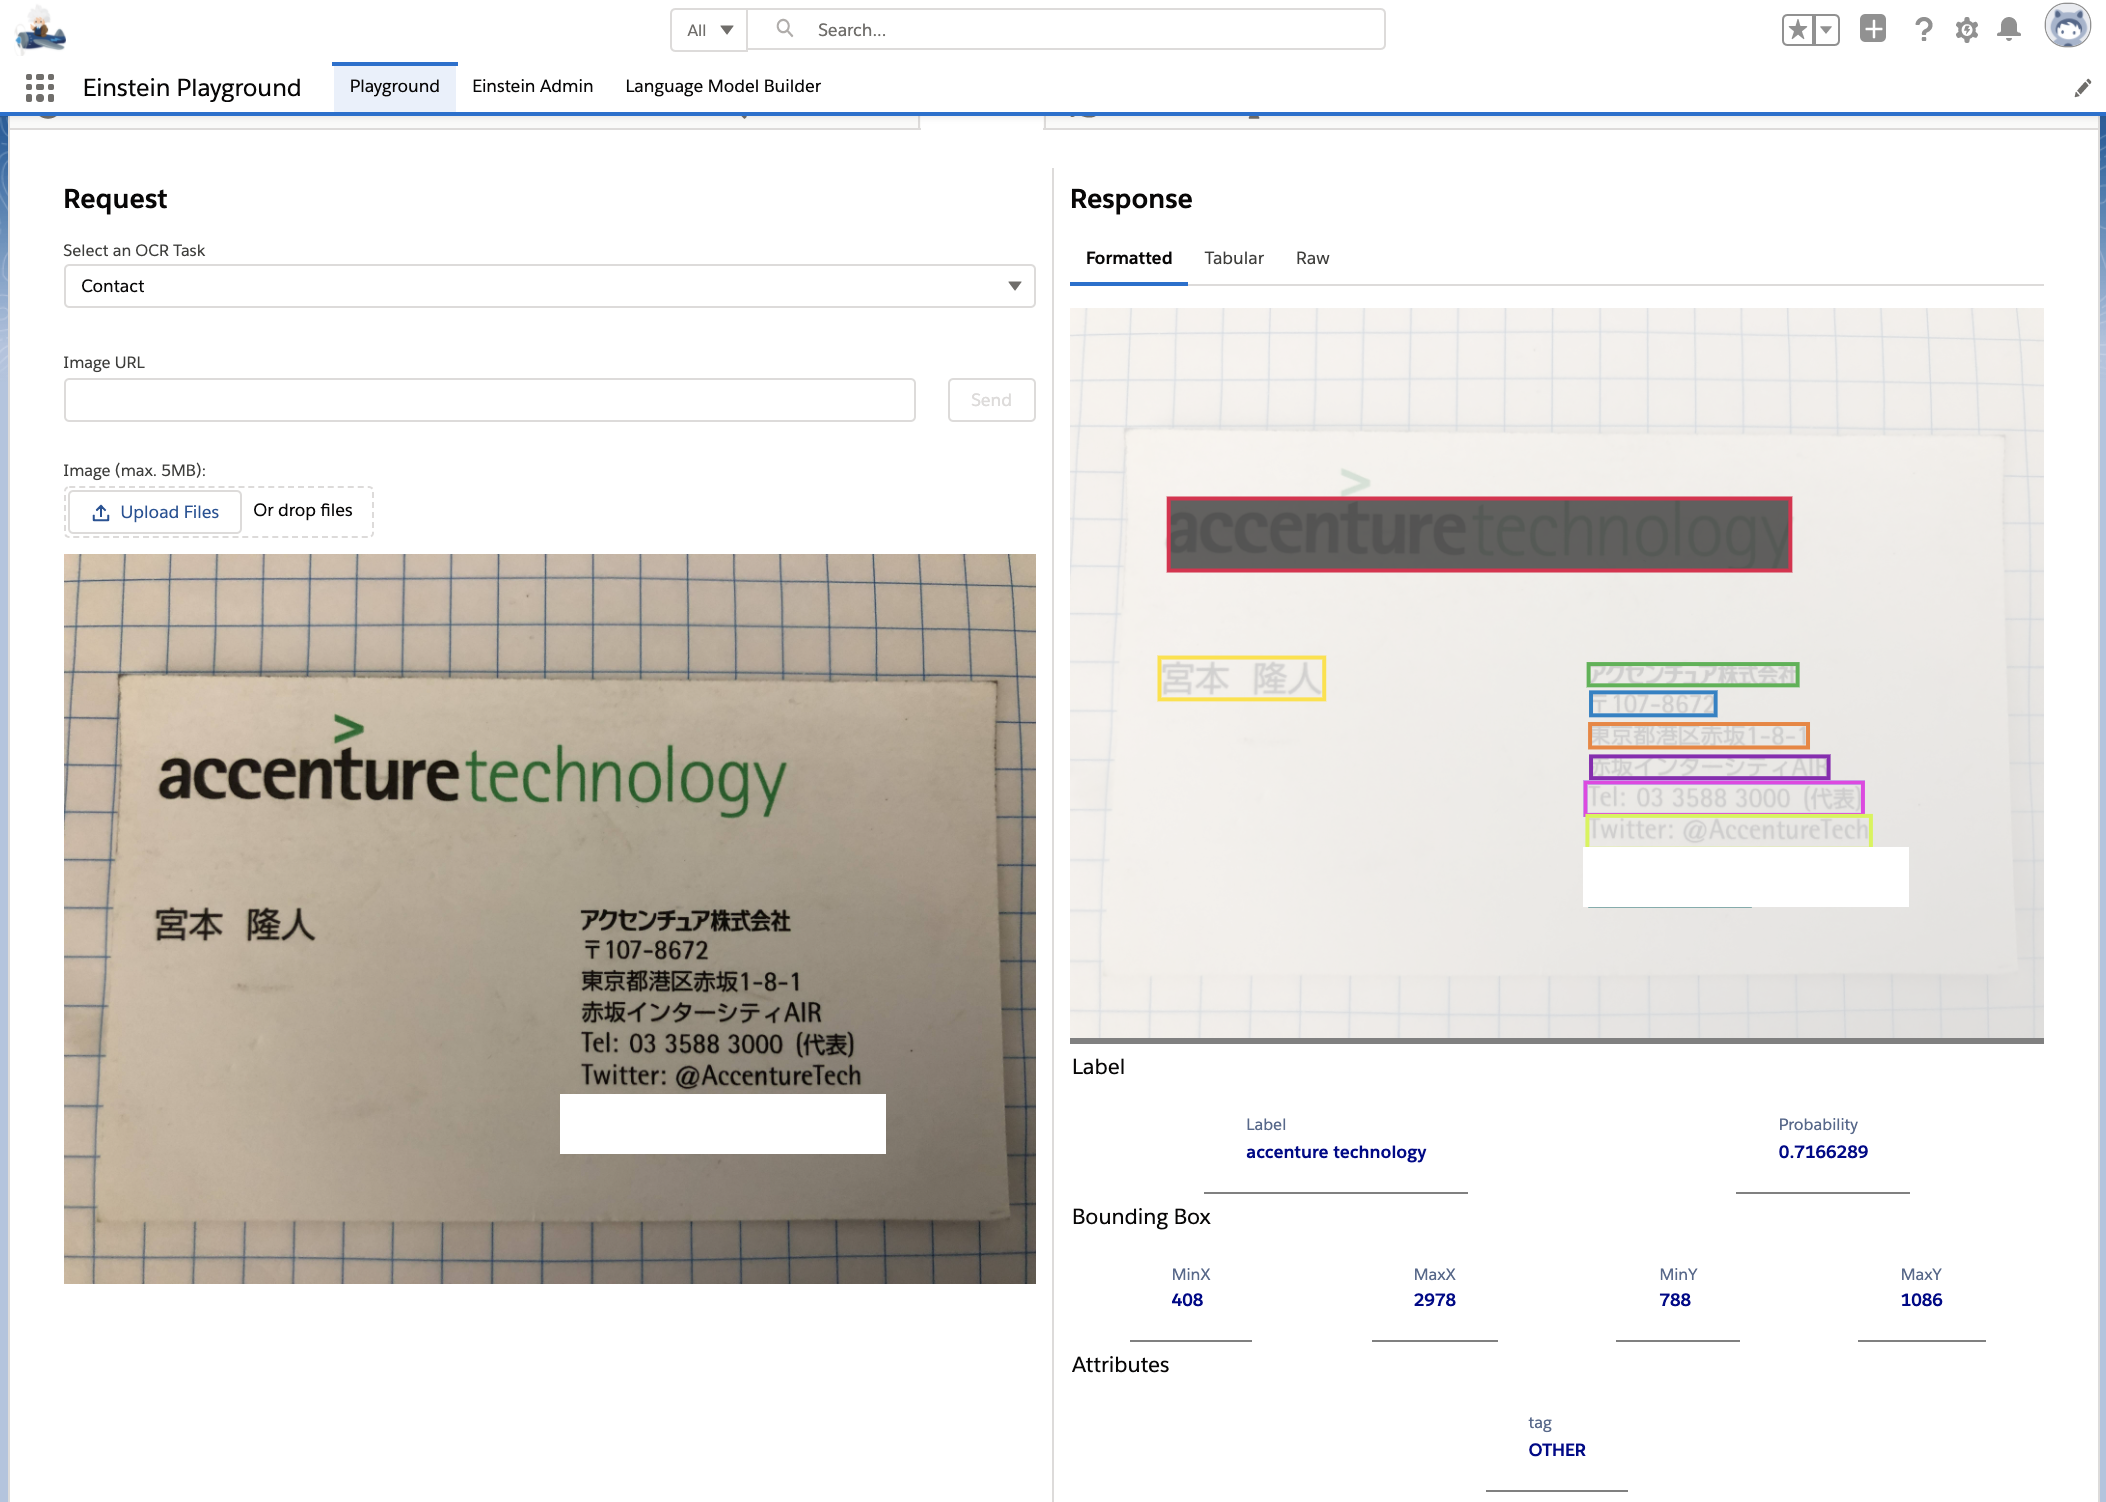 All
Search...
Einstein Playground
Playground
Einstein Admin
Language Model Builder
Request
Select an OCR Task
Contact
Image URL
Send
Image (max. 5MB):
Upload Files
Or drop files
accenture technology
宮本 隆人
アクセンチュア株式会社
〒107-8672
東京都港区赤坂1-8-1
赤坂インターシティAIR
Tel: 03 3588 3000 (代表)
Twitter: @AccentureTech
Response
Formatted
Tabular
Raw
accenture technology
宮本 隆人
アクセンチュア株式会社
〒107-8672
東京都港区赤坂1-8-1
赤坂インターシティAIR
Tel: 03 3588 3000 (代表)
Twitter: @AccentureTech
Label
Label
Probability
accenture technology
0.7166289
Bounding Box
MinX
MaxX
MinY
MaxY
408
2978
788
1086
Attributes
tag
OTHER